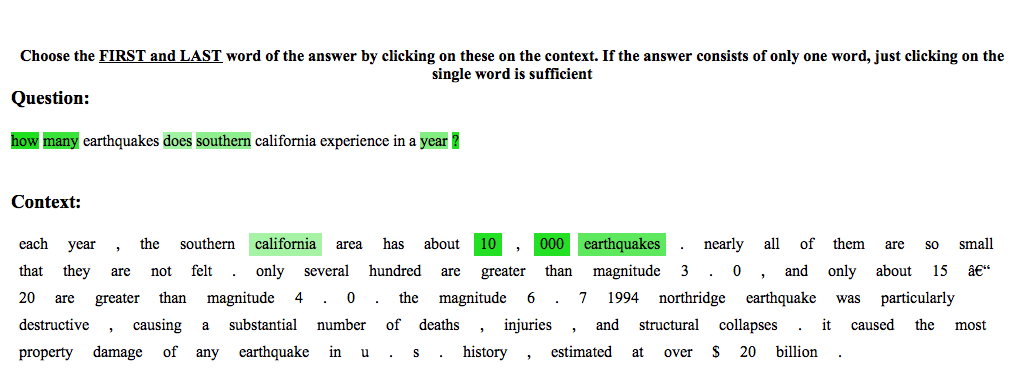 Choose the FIRST and LAST word of the answer by clicking on these on the context. If the answer consists of only one word, just clicking on the
single word is sufficient
Question:
how many earthquakes does southern california experience in a year ?
Context:
each year , the southern california area has about 10 , 000 earthquakes . nearly all of them are so small
that they are not felt . only several hundred are greater than magnitude 3 . 0 , and only about 15 â€“
20 are greater than magnitude 4 . 0 . the magnitude 6 . 7 1994 northridge earthquake was particularly
destructive , causing a substantial number of deaths , injuries , and structural collapses . it caused the most
property damage of any earthquake in u . s . history , estimated at over $ 20 billion .